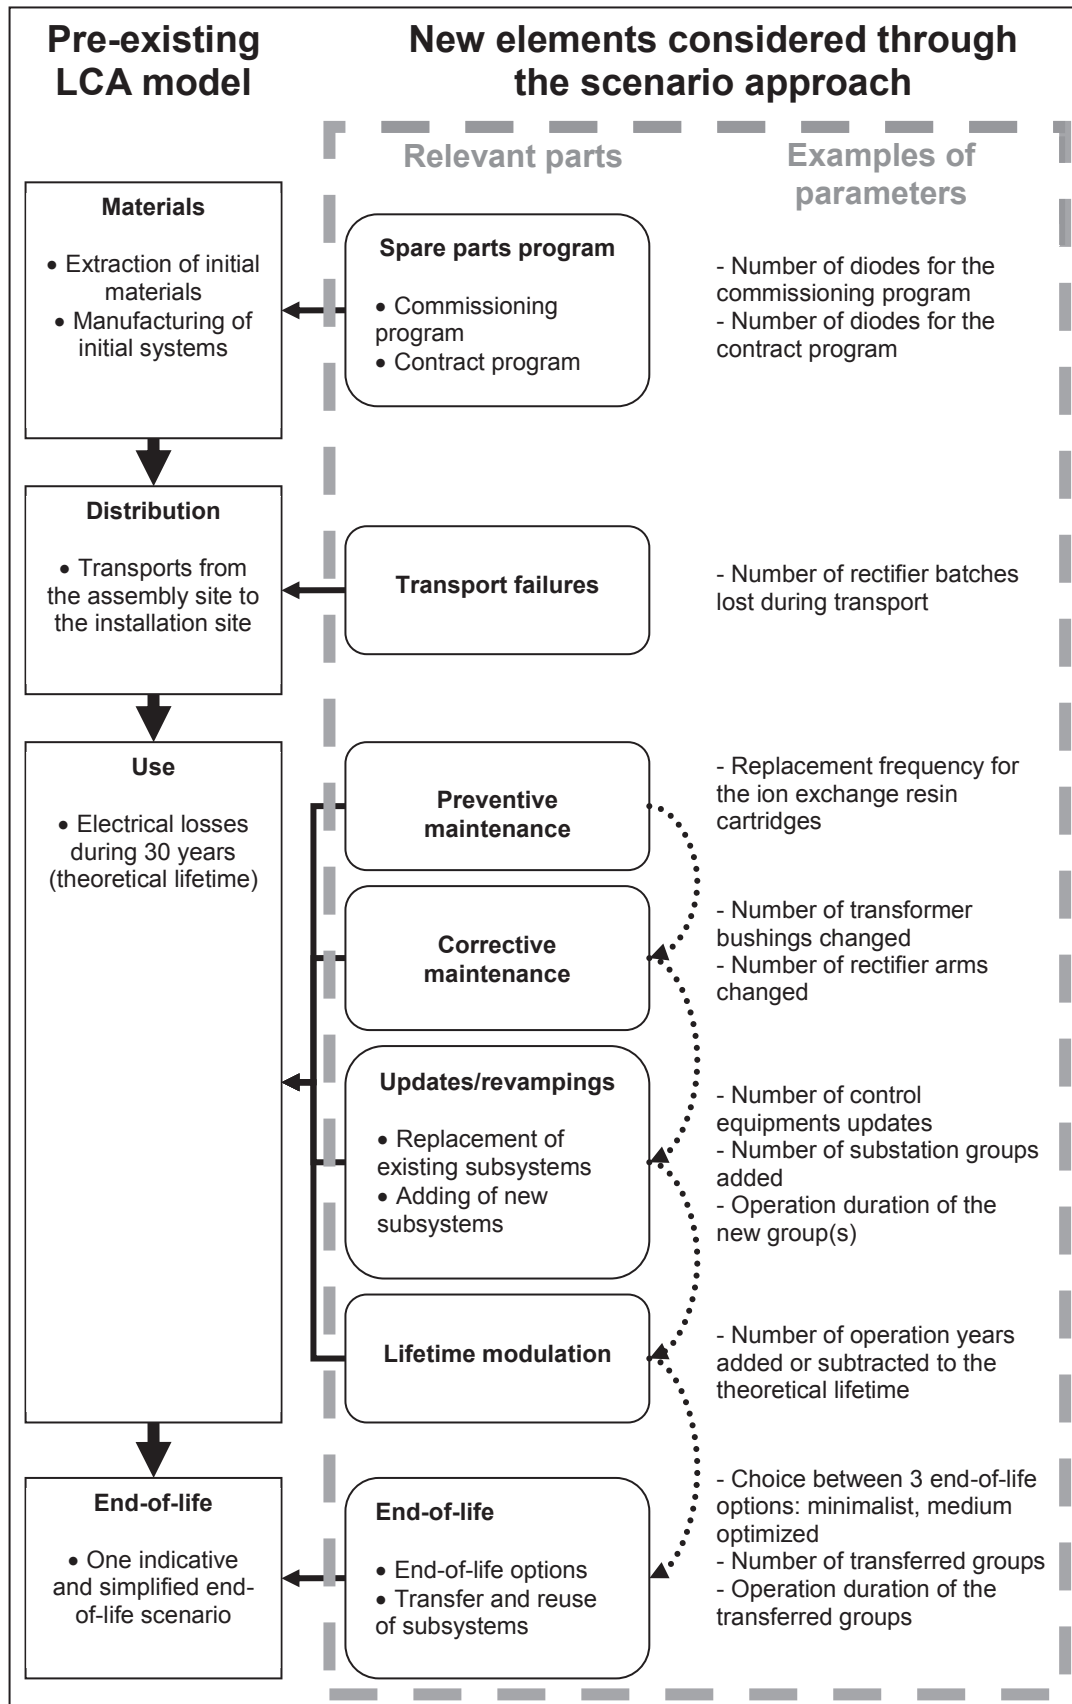 Pre-existing
LCA model
New elements considered through
the scenario approach
Relevant parts
Examples of
parameters
Materials
• Extraction of initial
materials
• Manufacturing of
initial systems
Spare parts program
• Commissioning
program
• Contract program
- Number of diodes for the
commissioning program
- Number of diodes for the
contract program
Distribution
• Transports from
the assembly site to
the installation site
Transport failures
- Number of rectifier batches
lost during transport
Use
• Electrical losses
during 30 years
(theoretical lifetime)
Preventive
maintenance
- Replacement frequency for
the ion exchange resin
cartridges
Corrective
maintenance
- Number of transformer
bushings changed
- Number of rectifier arms
changed
Updates/revampings
• Replacement of
existing subsystems
• Adding of new
subsystems
- Number of control
equipments updates
- Number of substation groups
added
- Operation duration of the
new group(s)
Lifetime modulation
- Number of operation years
added or subtracted to the
theoretical lifetime
End-of-life
• One indicative
and simplified end-
of-life scenario
End-of-life
• End-of-life options
• Transfer and reuse
of subsystems
- Choice between 3 end-of-life
options: minimalist, medium
optimized
- Number of transferred groups
- Operation duration of the
transferred groups